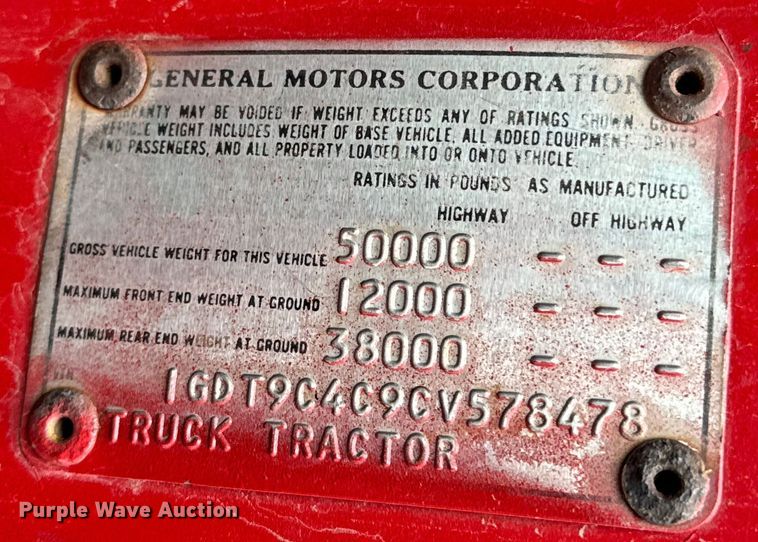 GENERAL MOTORS CORPORATION
WARRANTY MAY BE VOIDED IF WEIGHT EXCEEDS ANY OF RATINGS SHOWN. GROSS
VEHICLE WEIGHT INCLUDES WEIGHT OF BASE VEHICLE, ALL ADDED EQUIPMENT, DRIVER
AND PASSENGERS, AND ALL PROPERTY LOADED INTO OR ONTO VEHICLE.
RATINGS IN POUNDS AS MANUFACTURED
HIGHWAY OFF HIGHWAY
GROSS VEHICLE WEIGHT FOR THIS VEHICLE 50000 - - -
MAXIMUM FRONT END WEIGHT AT GROUND 12000 - - -
MAXIMUM REAR END WEIGHT AT GROUND 38000 - - -
VIN 1GDT9C4C9CV578478
TRUCK TRACTOR
Purple Wave Auction